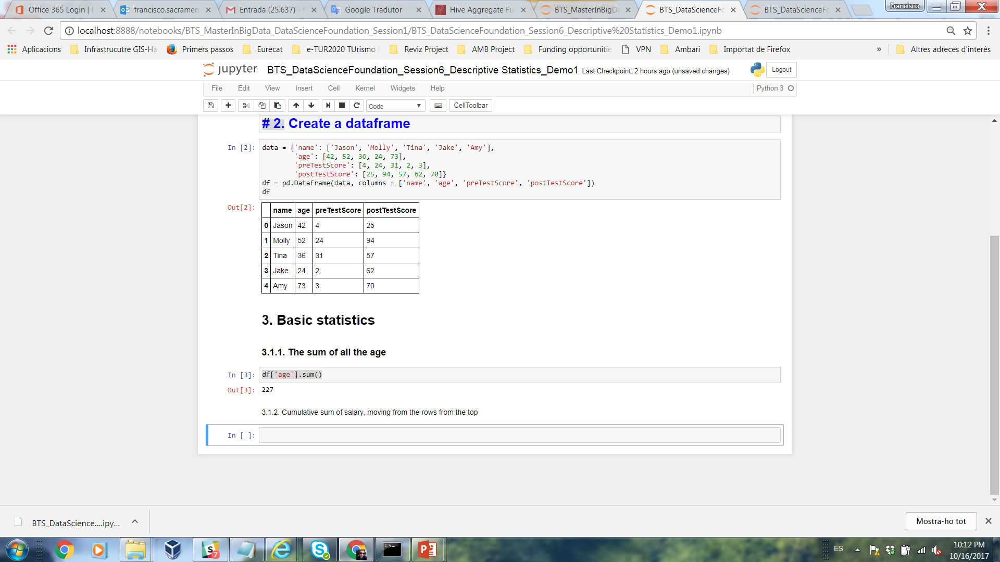 Office 365 Login |
francisco.sacramen
Entrada (25.637) -
Google Tradutor
Hive Aggregate Fu
BTS_MasterInBigD
BTS_DataScienceFo
BTS_DataScienceFo
Francisco
localhost:8888/notebooks/BTS_MasterInBigData_DataScienceFoundation_Session1/BTS_DataScienceFoundation_Session6_Descriptive%20Statistics_Demo1.ipynb
Aplicacions
Infrastrucutre GIS-Ha
Primers passos
Eurecat
e-TUR2020 TUrismo
Reviz Project
AMB Project
Funding opportunitie
VPN
Ambari
Importat de Firefox
»
Altres adreces d'interès
jupyter BTS_DataScienceFoundation_Session6_Descriptive Statistics_Demo1 Last Checkpoint: 2 hours ago (unsaved changes)
Logout
File Edit View Insert Cell Kernel Widgets Help
Python 3
Code
CellToolbar
# 2. Create a dataframe
In [2]: data = {'name': ['Jason', 'Molly', 'Tina', 'Jake', 'Amy'],
'age': [42, 52, 36, 24, 73],
'preTestScore': [4, 24, 31, 2, 3],
'postTestScore': [25, 94, 57, 62, 70]}
df = pd.DataFrame(data, columns = ['name', 'age', 'preTestScore', 'postTestScore'])
df
Out[2]:
name age preTestScore postTestScore
0 Jason 42 4 25
1 Molly 52 24 94
2 Tina 36 31 57
3 Jake 24 2 62
4 Amy 73 3 70
3. Basic statistics
3.1.1. The sum of all the age
In [3]: df['age'].sum()
Out[3]: 227
3.1.2. Cumulative sum of salary, moving from the rows from the top
In [ ]:
BTS_DataScience....ipy...
Mostra-ho tot
S
7
ES
10:12 PM
10/16/2017